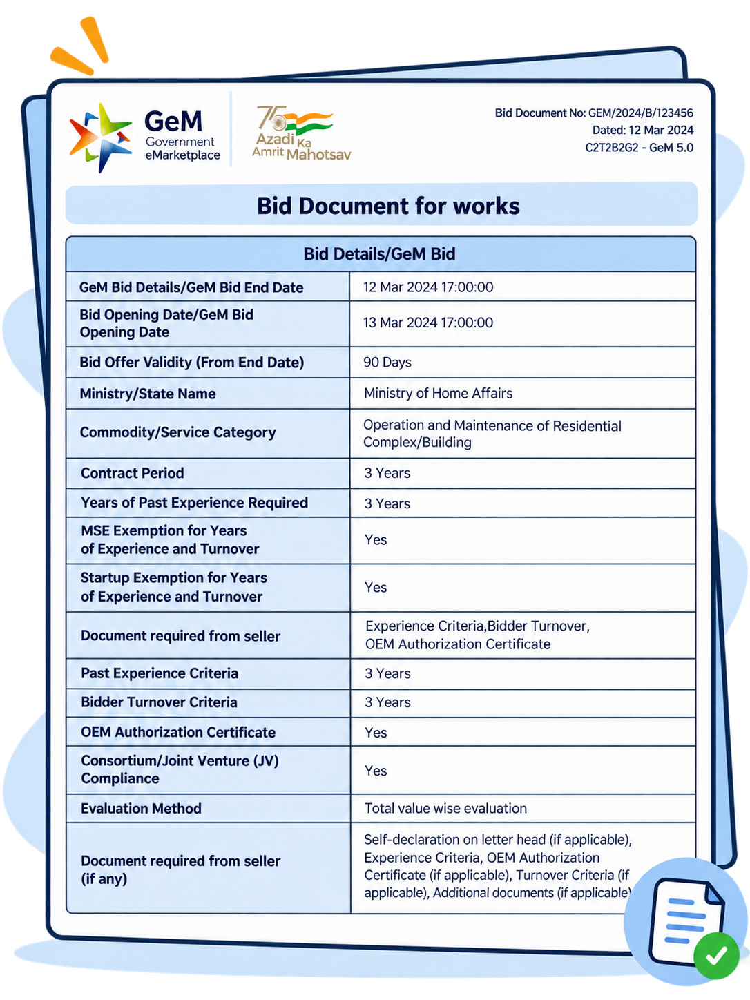 GeM
Government
eMarketplace
75
Azadi Ka
Amrit Mahotsav
Bid Document No: GEM/2024/B/123456
Dated: 12 Mar 2024
C2T2B2G2 - GeM 5.0
Bid Document for works
Bid Details/GeM Bid
GeM Bid Details/GeM Bid End Date
12 Mar 2024 17:00:00
Bid Opening Date/GeM Bid
Opening Date
13 Mar 2024 17:00:00
Bid Offer Validity (From End Date)
90 Days
Ministry/State Name
Ministry of Home Affairs
Commodity/Service Category
Operation and Maintenance of Residential
Complex/Building
Contract Period
3 Years
Years of Past Experience Required
3 Years
MSE Exemption for Years
of Experience and Turnover
Yes
Startup Exemption for Years
of Experience and Turnover
Yes
Document required from seller
Experience Criteria,Bidder Turnover,
OEM Authorization Certificate
Past Experience Criteria
3 Years
Bidder Turnover Criteria
3 Years
OEM Authorization Certificate
Yes
Consortium/Joint Venture (JV)
Compliance
Yes
Evaluation Method
Total value wise evaluation
Document required from seller
(if any)
Self-declaration on letter head (if applicable),
Experience Criteria, OEM Authorization
Certificate (if applicable), Turnover Criteria (if
applicable), Additional documents (if applicable)